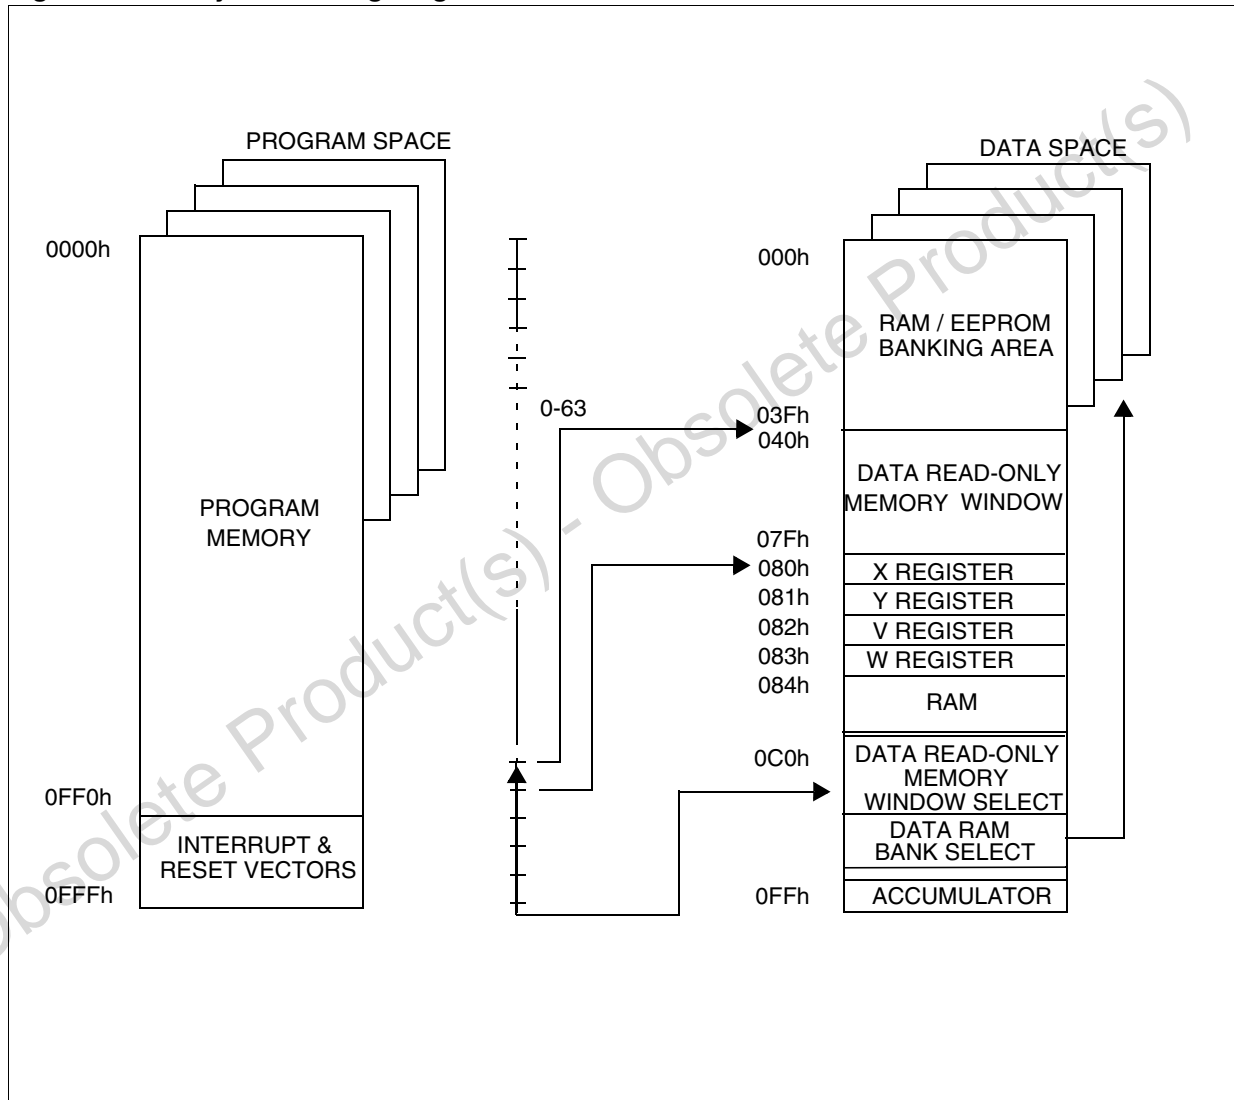 PROGRAM SPACE
0000h
PROGRAM
MEMORY
0FF0h
INTERRUPT &
RESET VECTORS
0FFFh
0-63
DATA SPACE
000h
RAM / EEPROM
BANKING AREA
03Fh
040h
DATA READ-ONLY
MEMORY WINDOW
07Fh
080h
X REGISTER
081h
Y REGISTER
082h
V REGISTER
083h
W REGISTER
084h
RAM
0C0h
DATA READ-ONLY
MEMORY
WINDOW SELECT
DATA RAM
BANK SELECT
0FFh
ACCUMULATOR
Obsolete Product(s) - Obsolete Product(s)